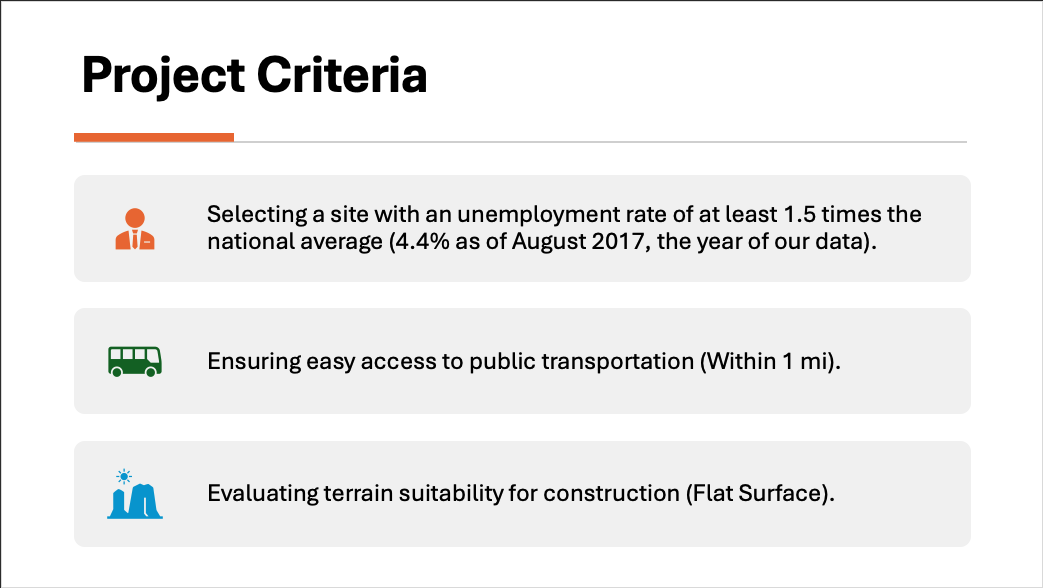 Project Criteria
Selecting a site with an unemployment rate of at least 1.5 times the
national average (4.4% as of August 2017, the year of our data).
Ensuring easy access to public transportation (Within 1 mi).
Evaluating terrain suitability for construction (Flat Surface).